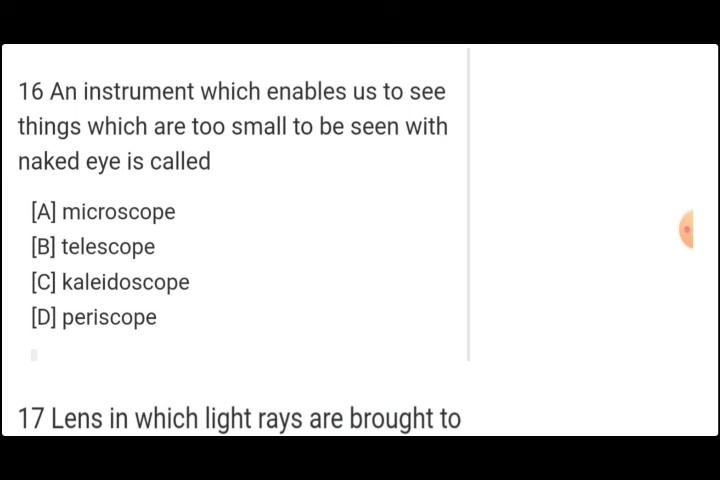 16 An instrument which enables us to see
things which are too small to be seen with
naked eye is called
[A] microscope
[B] telescope
[C] kaleidoscope
[D] periscope
17 Lens in which light rays are brought to